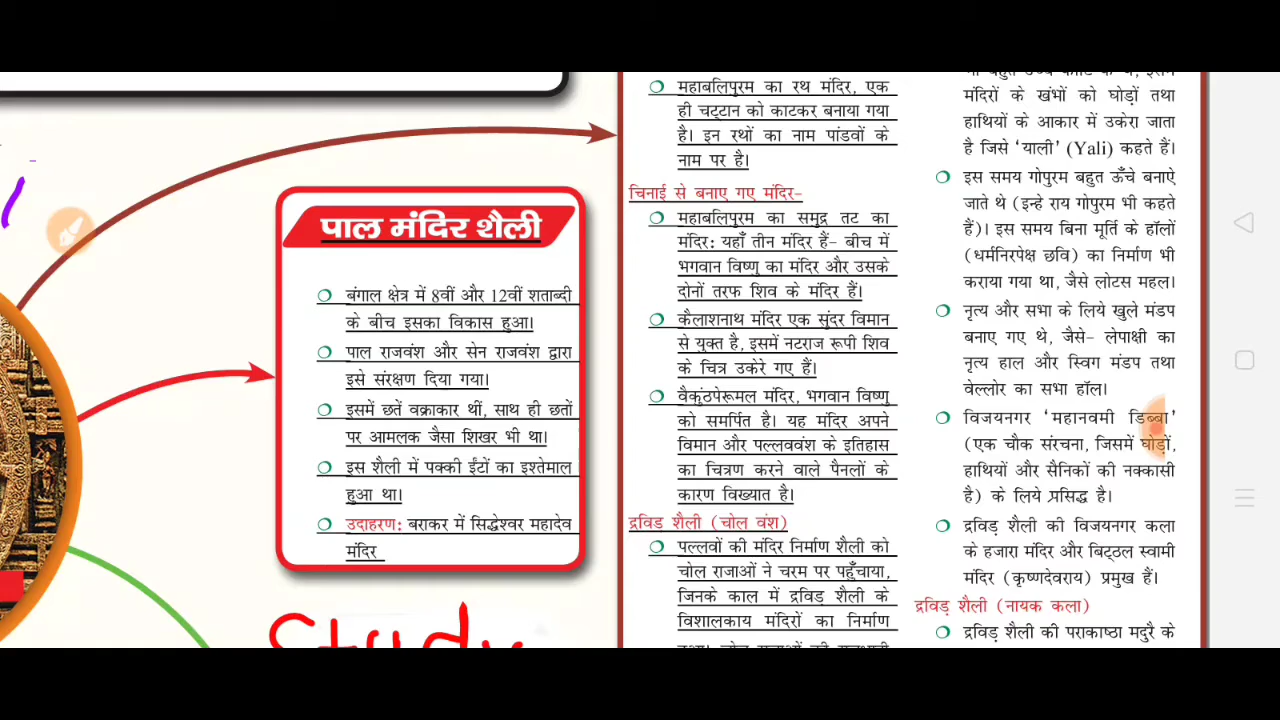 पाल मंदिर शैली
बंगाल क्षेत्र में 8वीं और 12वीं शताब्दी
के बीच इसका विकास हुआ।
पाल राजवंश और सेन राजवंश द्वारा
इसे संरक्षण दिया गया।
इसमें छतें वक्राकार थीं, साथ ही छतों
पर आमलक जैसा शिखर भी था।
इस शैली में पक्की ईंटों का इश्तेमाल
हुआ था।
उदाहरण: बराकर में सिद्धेश्वर महादेव
मंदिर
Study
महाबलिपुरम का रथ मंदिर, एक
ही चट्टान को काटकर बनाया गया
है। इन रथों का नाम पांडवों के
नाम पर है।
चिनाई से बनाए गए मंदिर-
महाबलिपुरम का समुद्र तट का
मंदिर: यहाँ तीन मंदिर हैं- बीच में
भगवान विष्णु का मंदिर और उसके
दोनों तरफ शिव के मंदिर हैं।
कैलाशनाथ मंदिर एक सुंदर विमान
से युक्त है, इसमें नटराज रूपी शिव
के चित्र उकेरे गए हैं।
वैकुंठपेरूमल मंदिर, भगवान विष्णु
को समर्पित है। यह मंदिर अपने
विमान और पल्लववंश के इतिहास
का चित्रण करने वाले पैनलों के
कारण विख्यात है।
द्रविड़ शैली (चोल वंश)
पल्लवों की मंदिर निर्माण शैली को
चोल राजाओं ने चरम पर पहुँचाया,
जिनके काल में द्रविड़ शैली के
विशालकाय मंदिरों का निर्माण
मंदिरों के खंभों को घोड़ों तथा
हाथियों के आकार में उकेरा जाता
है जिसे ‘याली’ (Yali) कहते हैं।
इस समय गोपुरम बहुत ऊँचे बनाऐ
जाते थे (इन्हे राय गोपुरम भी कहते
हैं)। इस समय बिना मूर्ति के हॉलों
(धर्मनिरपेक्ष छवि) का निर्माण भी
कराया गया था, जैसे लोटस महल।
नृत्य और सभा के लिये खुले मंडप
बनाए गए थे, जैसे- लेपाक्षी का
नृत्य हाल और स्विग मंडप तथा
वेल्लोर का सभा हॉल।
विजयनगर ‘महानवमी डिब्बा’
(एक चौक संरचना, जिसमें घोड़ों,
हाथियों और सैनिकों की नक्कासी
है) के लिये प्रसिद्ध है।
द्रविड़ शैली की विजयनगर कला
के हजारा मंदिर और बिट्ठल स्वामी
मंदिर (कृष्णदेवराय) प्रमुख हैं।
द्रविड़ शैली (नायक कला)
द्रविड़ शैली की पराकाष्ठा मदुरै के